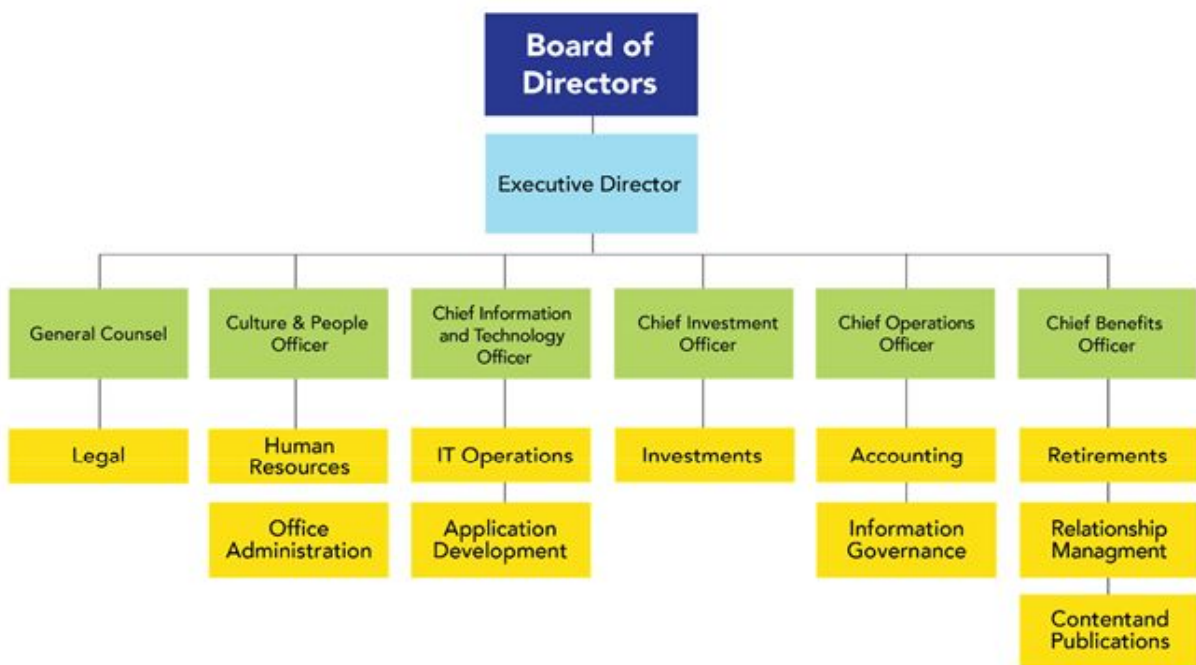 Board of
Directors
Executive Director
General Counsel
Culture & People
Officer
Chief Information
and Technology
Officer
Chief Investment
Officer
Chief Operations
Officer
Chief Benefits
Officer
Legal
Human
Resources
IT Operations
Investments
Accounting
Retirements
Office
Administration
Application
Development
Information
Governance
Relationship
Managment
Contentand
Publications